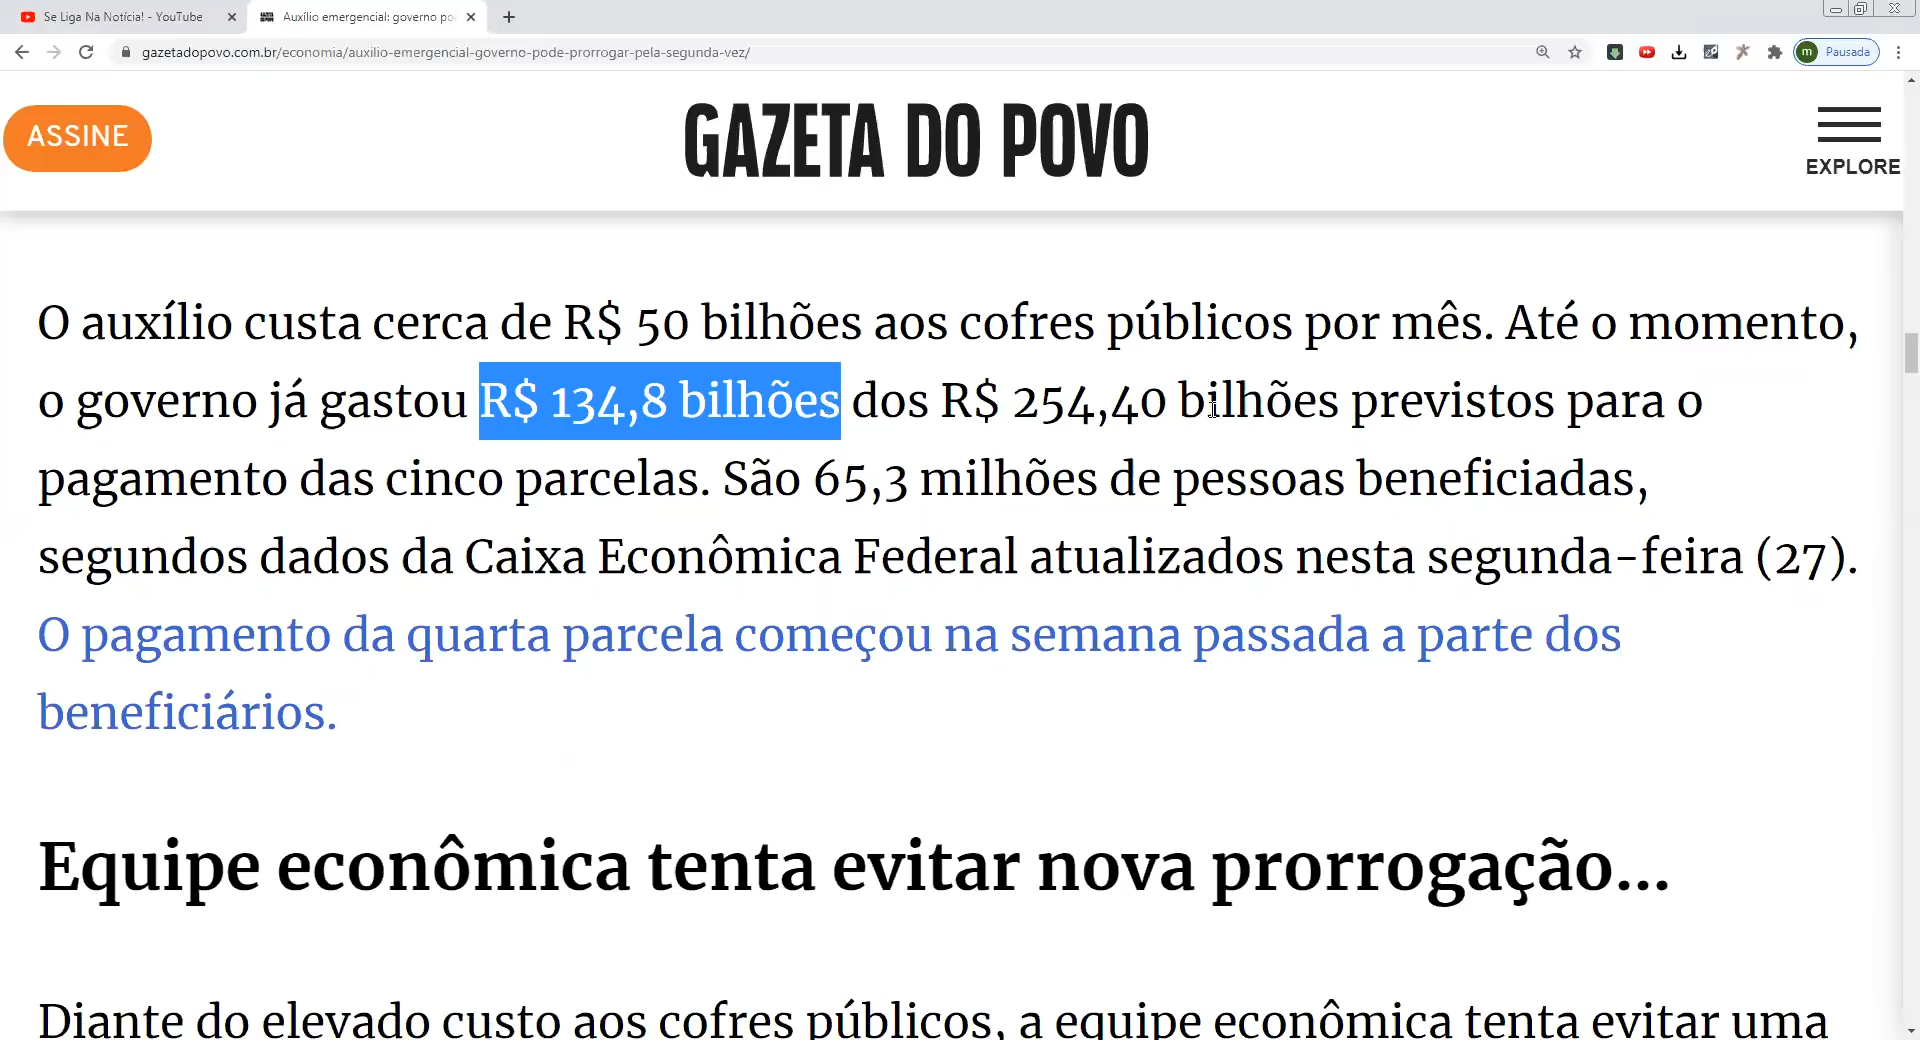 Se Liga Na Notícia! - YouTube
Auxílio emergencial: governo po
gazetadopovo.com.br/economia/auxilio-emergencial-governo-pode-prorrogar-pela-segunda-vez/
m Pausada
ASSINE
GAZETA DO POVO
EXPLORE
O auxílio custa cerca de R$ 50 bilhões aos cofres públicos por mês. Até o momento,
o governo já gastou R$ 134,8 bilhões dos R$ 254,40 bilhões previstos para o
pagamento das cinco parcelas. São 65,3 milhões de pessoas beneficiadas,
segundos dados da Caixa Econômica Federal atualizados nesta segunda-feira (27).
O pagamento da quarta parcela começou na semana passada a parte dos
beneficiários.
Equipe econômica tenta evitar nova prorrogação...
Diante do elevado custo aos cofres públicos, a equipe econômica tenta evitar uma